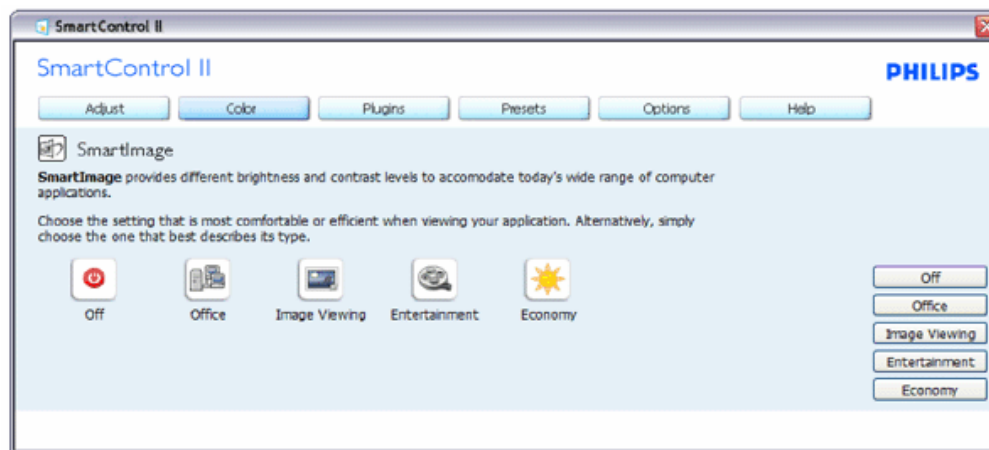 SmartControl II
SmartControl II
PHILIPS
Adjust
Color
Plugins
Presets
Options
Help
SmartImage
SmartImage provides different brightness and contrast levels to accomodate today's wide range of computer
applications.
Choose the setting that is most comfortable or efficient when viewing your application. Alternatively, simply
choose the one that best describes its type.
Off
Office
Image Viewing
Entertainment
Economy
Off
Office
Image Viewing
Entertainment
Economy